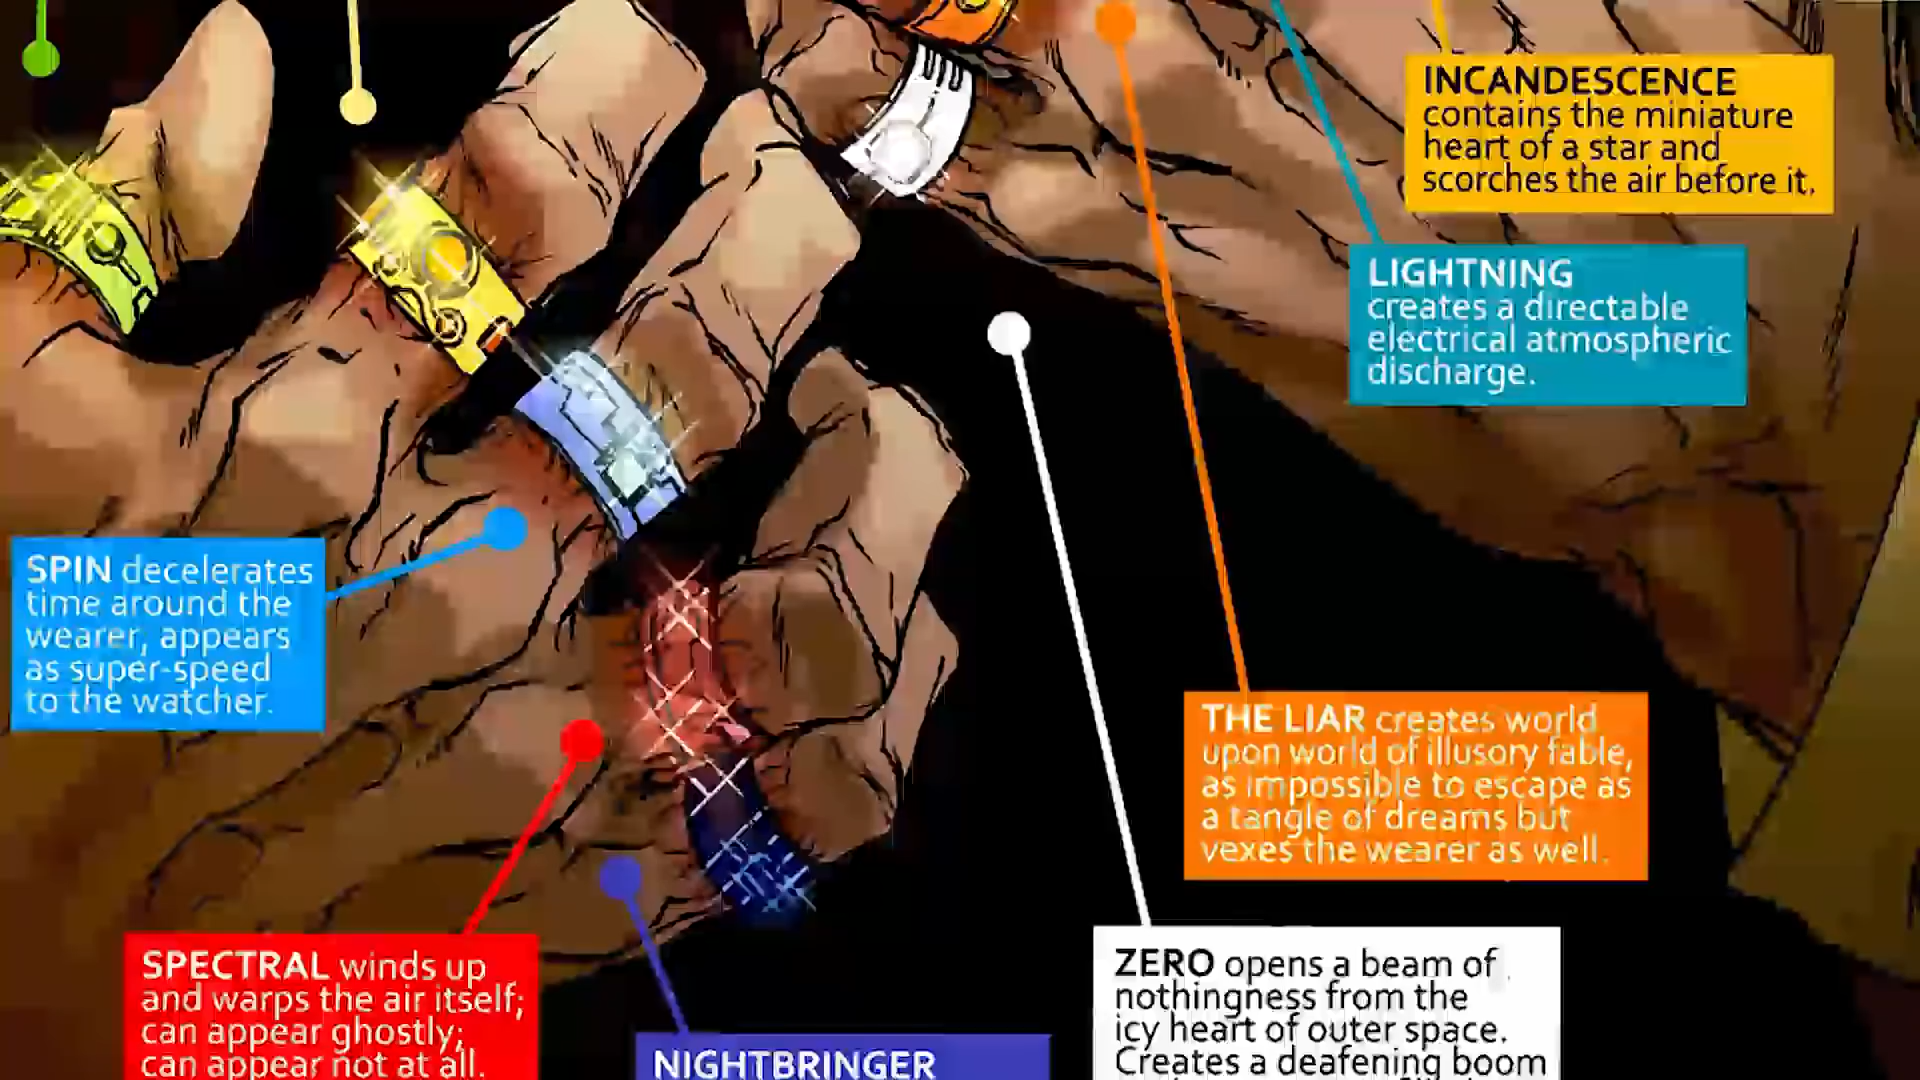 INCANDESCENCE
contains the miniature
heart of a star and
scorches the air before it.
LIGHTNING
creates a directable
electrical atmospheric
discharge.
SPIN decelerates
time around the
wearer, appears
as super-speed
to the watcher.
THE LIAR creates world
upon world of illusory fable,
as impossible to escape as
a tangle of dreams but
vexes the wearer as well.
SPECTRAL winds up
and warps the air itself;
can appear ghostly;
can appear not at all.
NIGHTBRINGER
ZERO opens a beam of
nothingness from the
icy heart of outer space.
Creates a deafening boom